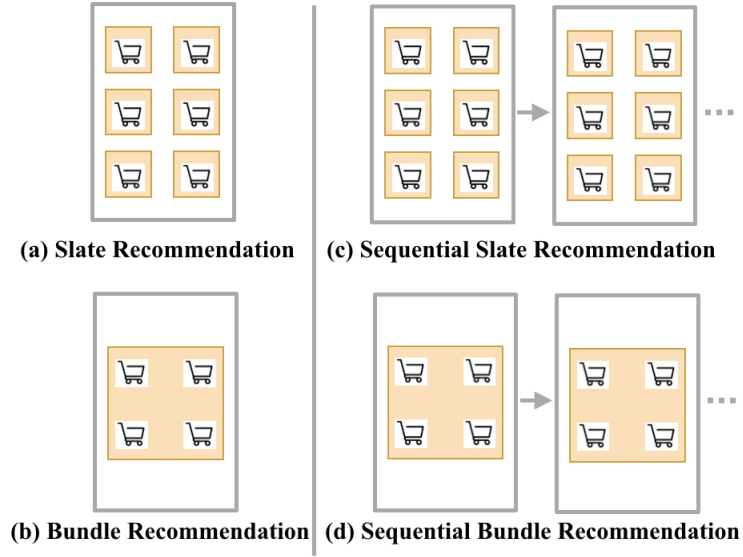 (a) Slate Recommendation
(c) Sequential Slate Recommendation
(b) Bundle Recommendation
(d) Sequential Bundle Recommendation